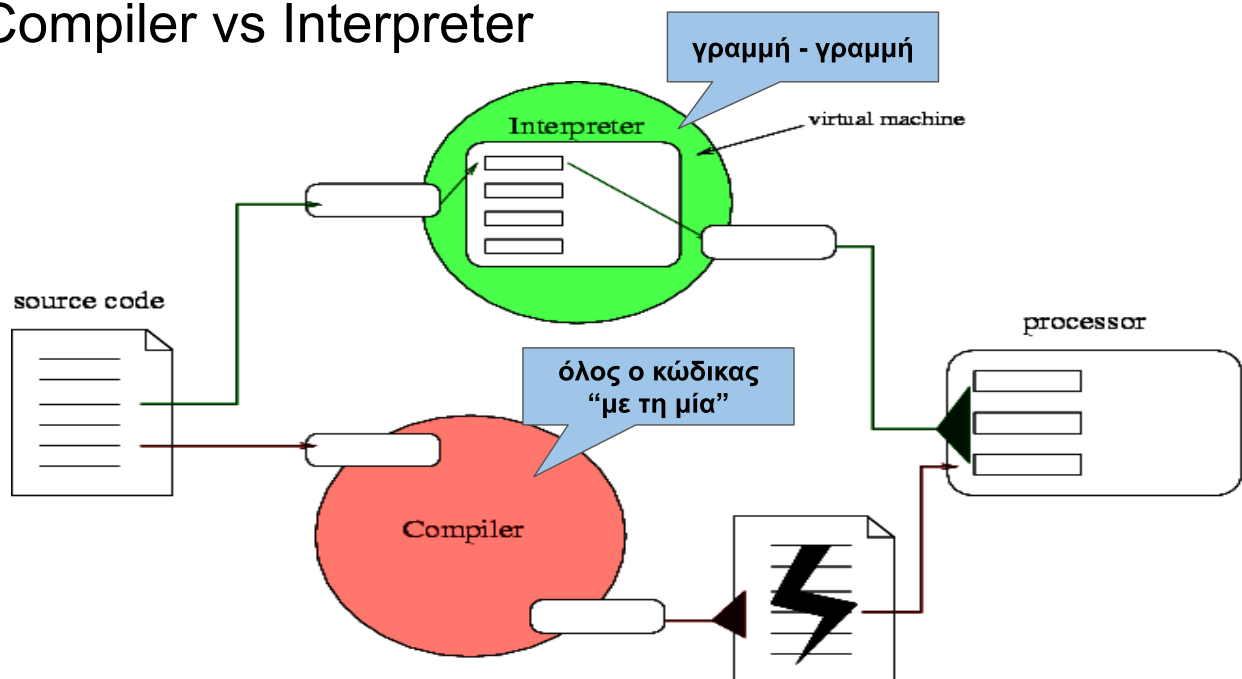 Compiler vs Interpreter
γραμμή - γραμμή
Interpreter
virtual machine
source code
processor
όλος ο κώδικας
“με τη μία”
Compiler